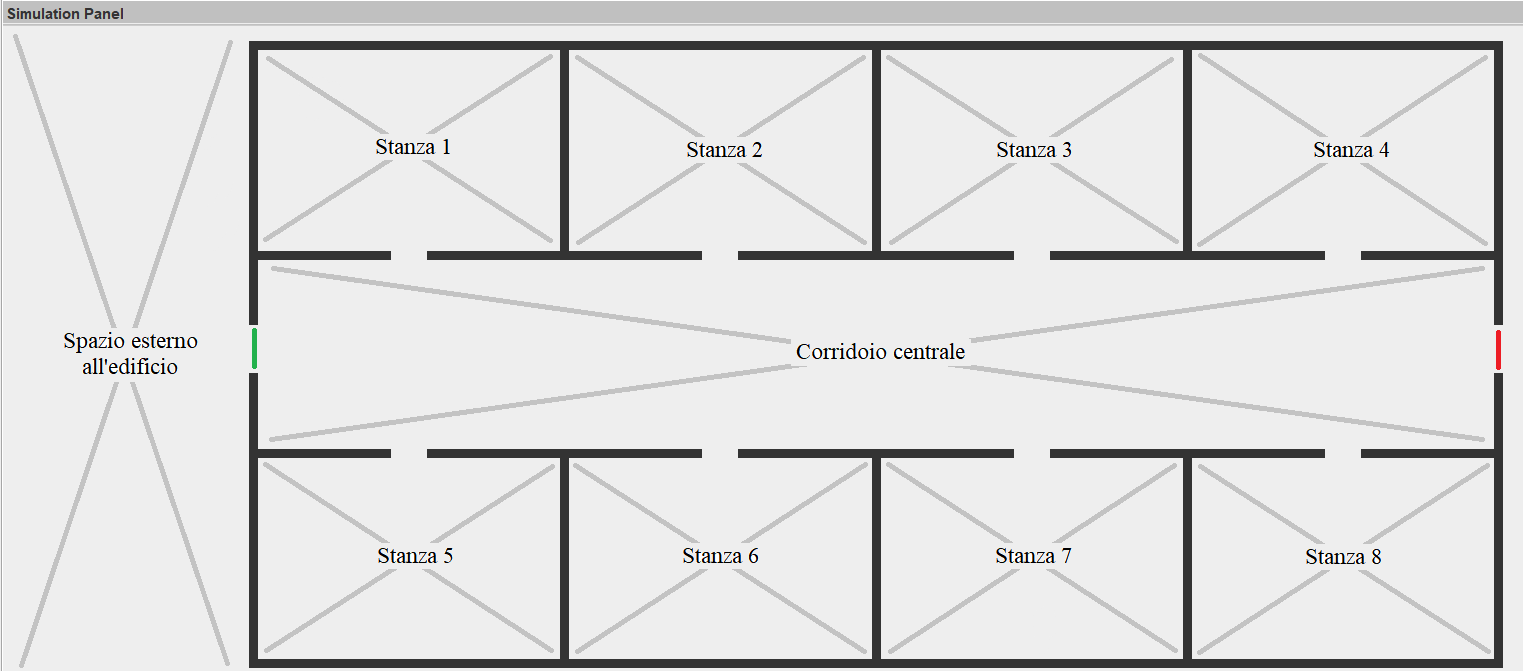 Simulation Panel
Stanza 1
Stanza 2
Stanza 3
Stanza 4
Spazio esterno
all'edificio
Corridoio centrale
Stanza 5
Stanza 6
Stanza 7
Stanza 8